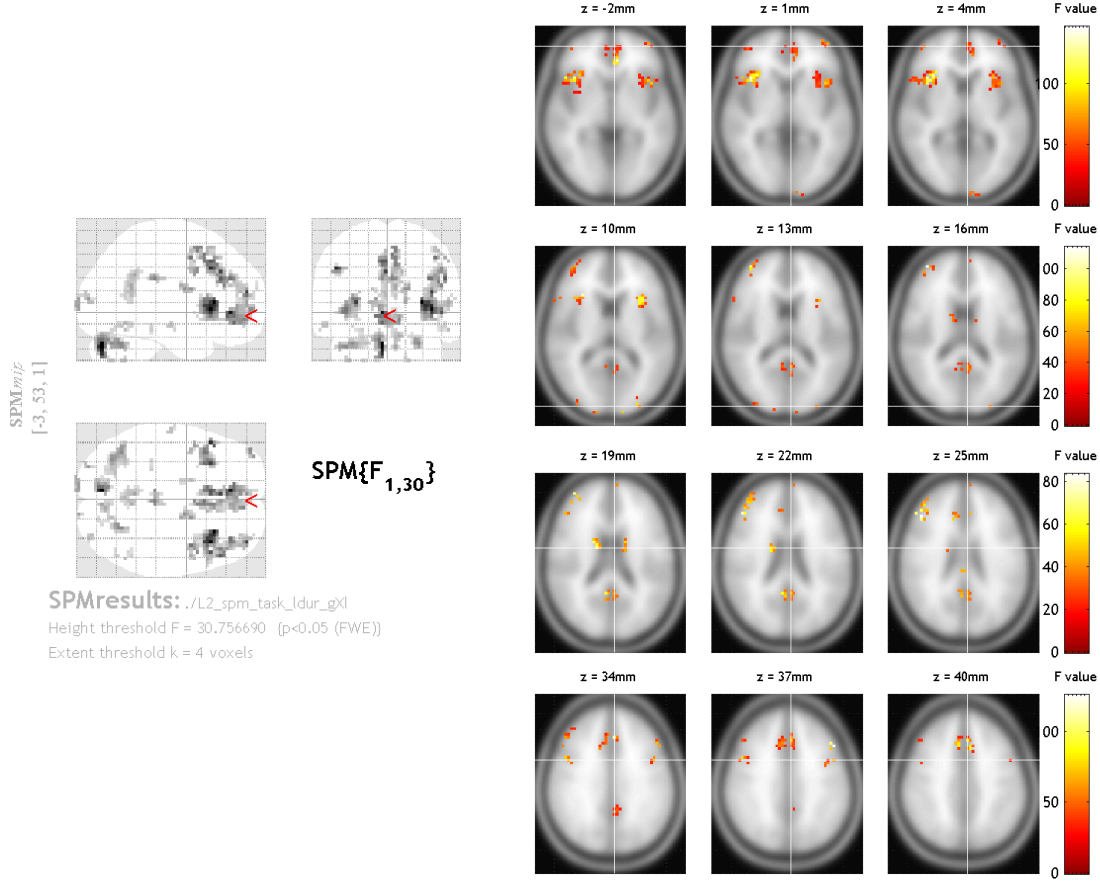 z = -2mm z = 1mm z = 4mm F value
100
50
0
SPMmip
[-3, 53, 1]
<
<
<
SPM{F1,30}
SPMresults: ./L2_spm_task_ldur_gXl
Height threshold F = 30.756690 {p<0.05 (FWE)}
Extent threshold k = 4 voxels
z = 10mm z = 13mm z = 16mm F value
00
80
60
40
20
0
z = 19mm z = 22mm z = 25mm F value
80
60
40
20
0
z = 34mm z = 37mm z = 40mm F value
00
50
0